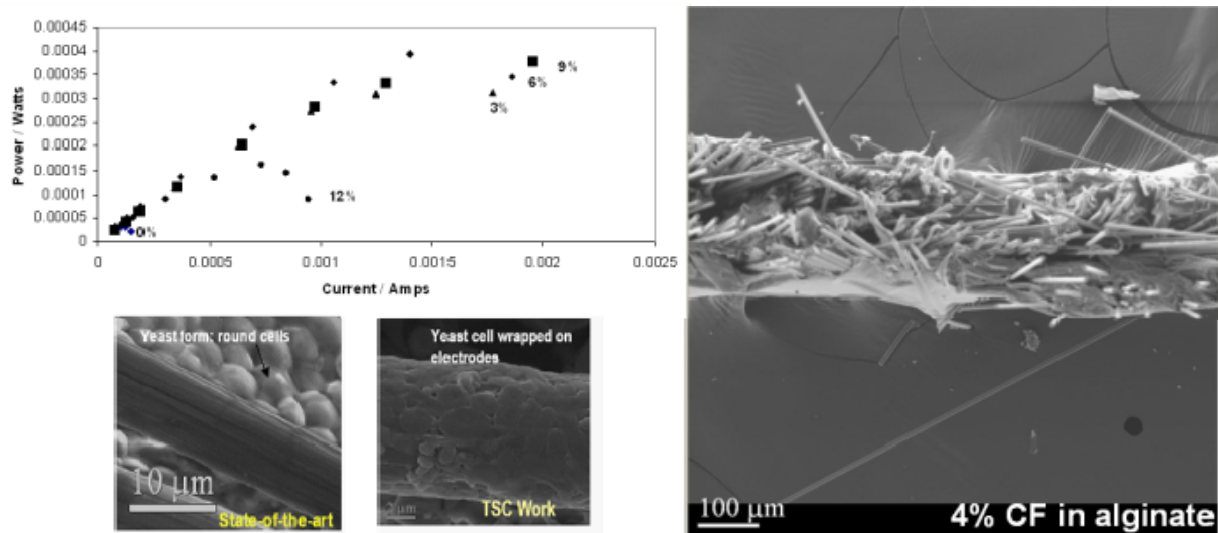 0.00045
0.0004
0.00035
0.0003
0.00025
0.0002
0.00015
0.0001
0.00005
0
Power / Watts
9%
6%
3%
12%
0%
0 0.0005 0.001 0.0015 0.002 0.0025
Current / Amps
Yeast form: round cells
10 µm
State-of-the-art
Yeast cell wrapped on
electrodes
TSC Work
100 µm
4% CF in alginate